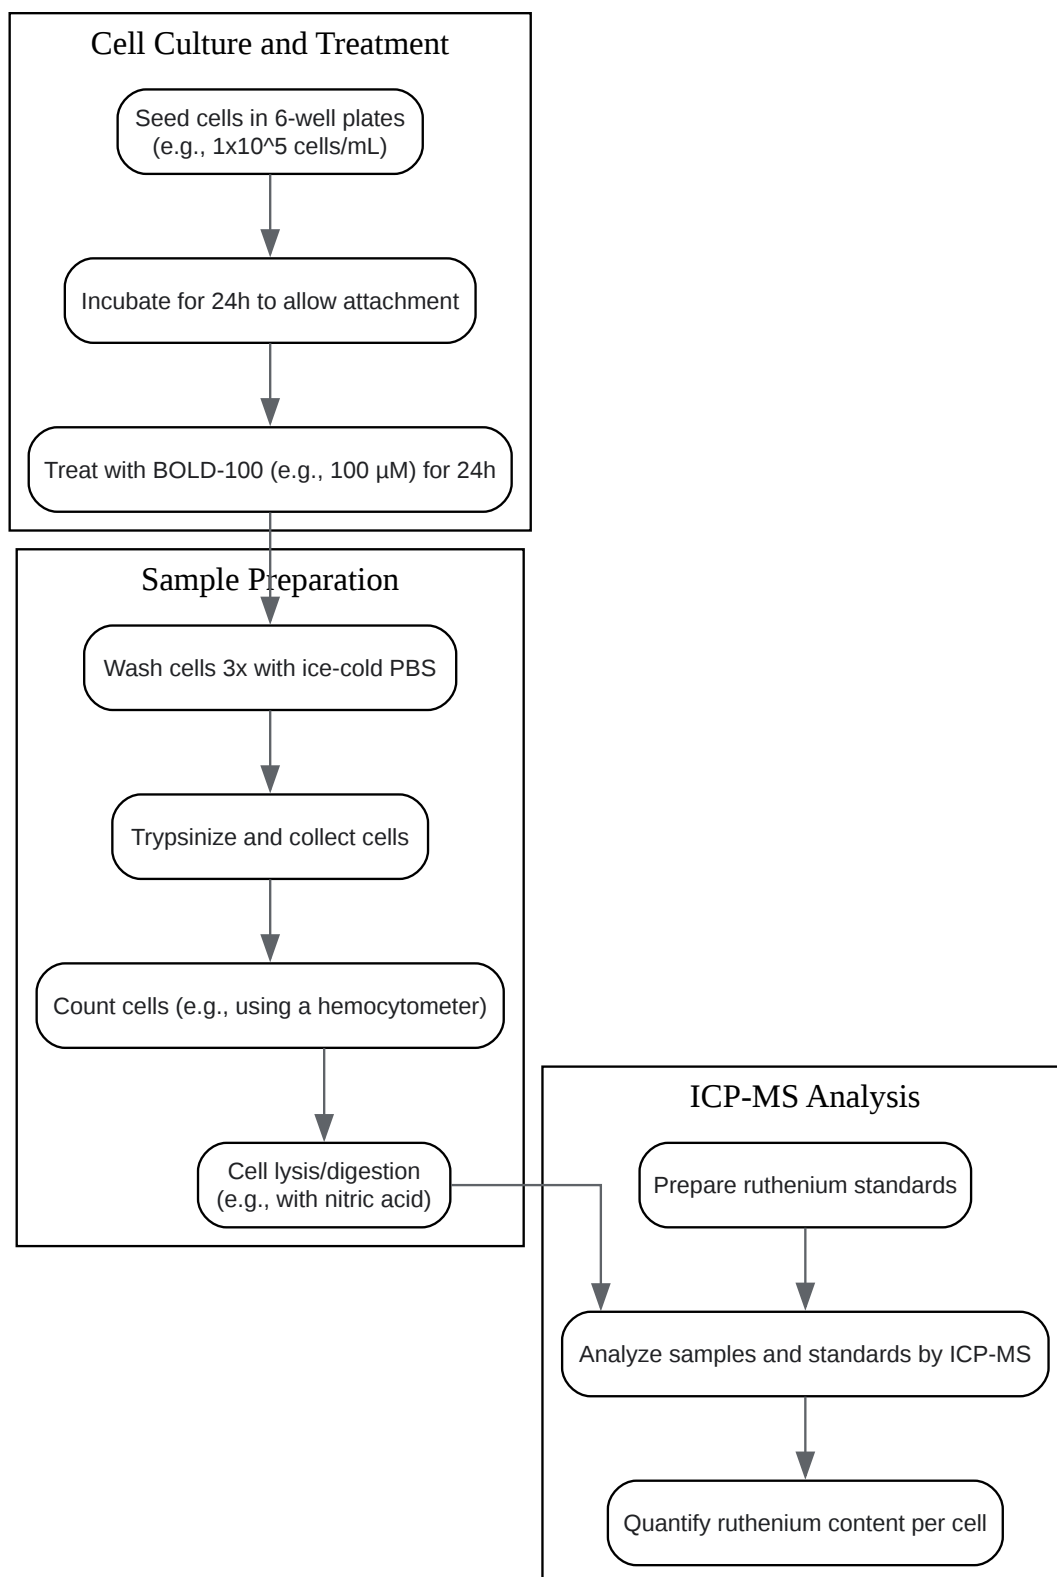 Cell Culture and Treatment
Seed cells in 6-well plates
(e.g., 1x10^5 cells/mL)
Incubate for 24h to allow attachment
Treat with BOLD-100 (e.g., 100 µM) for 24h
Sample Preparation
Wash cells 3x with ice-cold PBS
Trypsinize and collect cells
Count cells (e.g., using a hemocytometer)
Cell lysis/digestion
(e.g., with nitric acid)
ICP-MS Analysis
Prepare ruthenium standards
Analyze samples and standards by ICP-MS
Quantify ruthenium content per cell